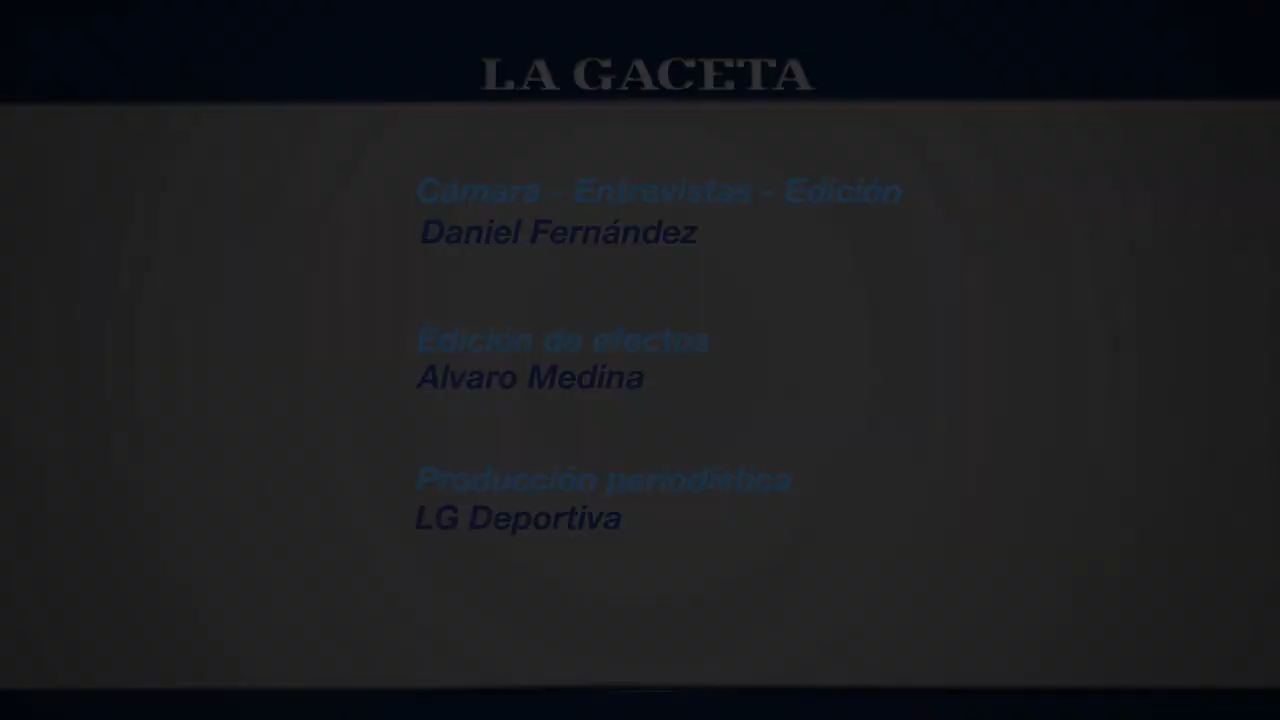 LA GACETA
Cámara - Entrevistas - Edición
Daniel Fernández
Edición de efectos
Alvaro Medina
Producción periodística
LG Deportiva